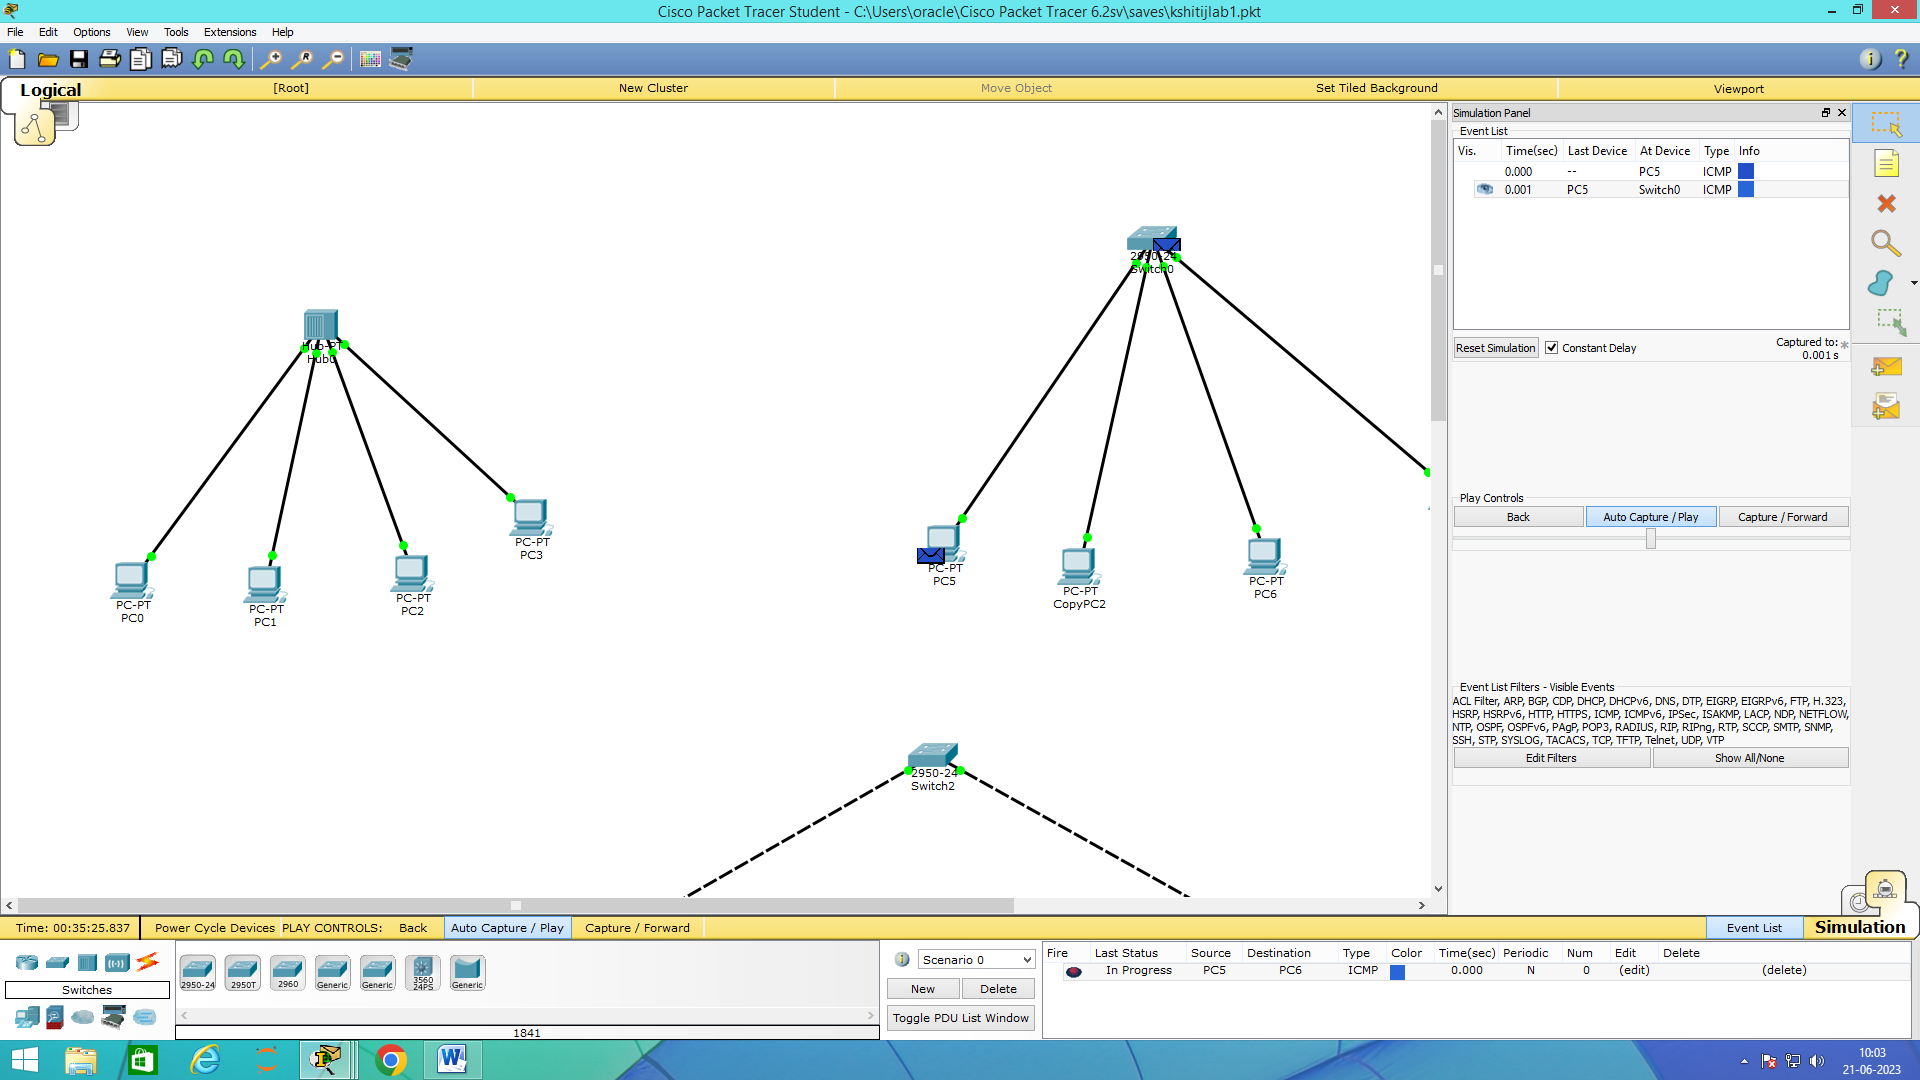 Cisco Packet Tracer Student - C:\Users\oracle\Cisco Packet Tracer 6.2sv\saves\kshitijlab1.pkt
File Edit Options View Tools Extensions Help
Logical [Root] New Cluster Move Object Set Tiled Background Viewport
Simulation Panel
Event List
Vis. Time(sec) Last Device At Device Type Info
0.000 -- PC5 ICMP
0.001 PC5 Switch0 ICMP
Reset Simulation Constant Delay Captured to: *
0.001 s
Play Controls
Back Auto Capture / Play Capture / Forward
Event List Filters - Visible Events
ACL Filter, ARP, BGP, CDP, DHCP, DHCPv6, DNS, DTP, EIGRP, EIGRPv6, FTP, H.323,
HSRP, HSRPv6, HTTP, HTTPS, ICMP, ICMPv6, IPSec, ISAKMP, LACP, NDP, NETFLOW,
NTP, OSPF, OSPFv6, PAgP, POP3, RADIUS, RIP, RIPng, RTP, SCCP, SMTP, SNMP,
SSH, STP, SYSLOG, TACACS, TCP, TFTP, Telnet, UDP, VTP
Edit Filters Show All/None
2950-24
Switch0
Hub-PT
Hub0
PC-PT
PC0
PC-PT
PC1
PC-PT
PC2
PC-PT
PC3
PC-PT
PC5
PC-PT
CopyPC2
PC-PT
PC6
2950-24
Switch2
Time: 00:35:25.837 Power Cycle Devices PLAY CONTROLS: Back Auto Capture / Play Capture / Forward Event List Simulation
Switches
2950-24 2950T 2960 Generic Generic 3560 24PS Generic
1841
Scenario 0
New Delete
Toggle PDU List Window
Fire Last Status Source Destination Type Color Time(sec) Periodic Num Edit Delete
In Progress PC5 PC6 ICMP 0.000 N 0 (edit) (delete)
10:03
21-06-2023